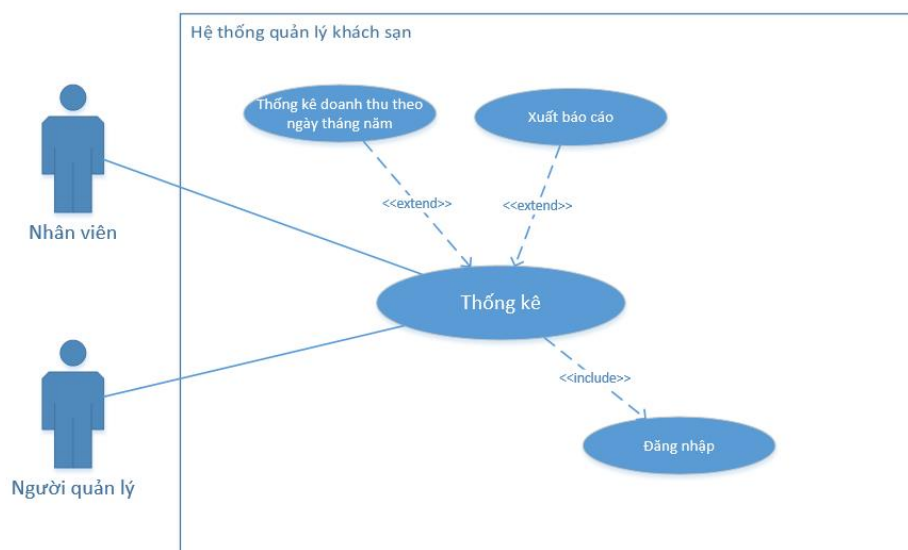 Hệ thống quản lý khách sạn
Thống kê doanh thu theo
ngày tháng năm
Xuất báo cáo
<<extend>>
<<extend>>
Nhân viên
Thống kê
<<include>>
Đăng nhập
Người quản lý